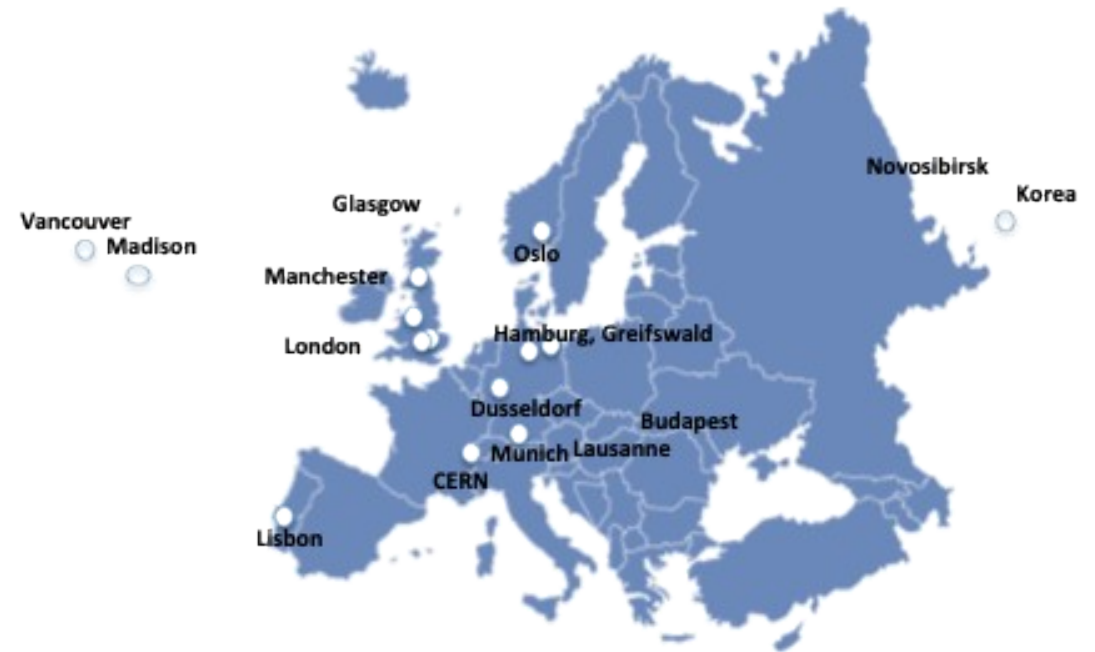 Novosibirsk
Korea
Glasgow
Vancouver
Madison
Oslo
Manchester
Hamburg, Greifswald
London
Dusseldorf
Budapest
Munich
Lausanne
CERN
Lisbon